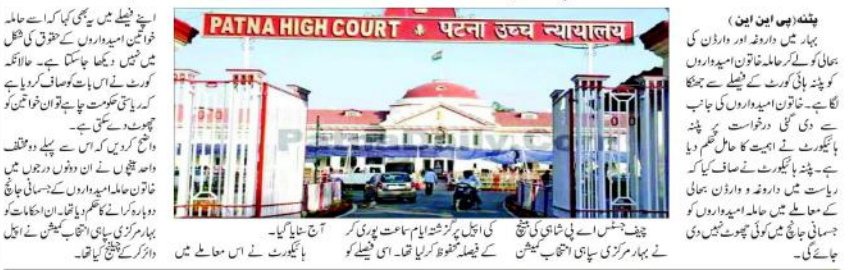 پٹنہ (پی این این)
بہار میں داروغہ اور وارڈن کی
بحالی کو لے کر حاملہ خاتون امیدواروں
کو پٹنہ ہائی کورٹ کے فیصلے سے جھٹکا
لگا ہے۔ خاتون امیدواروں کی جانب
سے دی گئی درخواست پر پٹنہ
ہائیکورٹ نے اہمیت کا حامل حکم دیا
ہے۔ پٹنہ ہائیکورٹ نے صاف کیا کہ
ریاست میں داروغہ و وارڈن بحالی
کے معاملے میں حاملہ امیدواروں کو
جسمانی جانچ میں کوئی چھوٹ نہیں دی
جائے گی۔
PATNA HIGH COURT पटना उच्च न्यायालय
PatnaDaily.Com
چیف جسٹس اے پی شاہی کی بینچ
نے بہار مرکزی سپاہی انتخاب کمیشن
کی اپیل پر گزشتہ ایام سماعت پوری کر
کے فیصلہ محفوظ کر لیا تھا۔ اسی فیصلے کو
آج سنایا گیا۔
ہائیکورٹ نے اس معاملے میں
اپنے فیصلے میں یہ بھی کہا کہ اسے حاملہ
خواتین امیدواروں کے حقوق کی شکل
میں نہیں دیکھا جا سکتا ہے۔ حالانکہ
کورٹ نے اس بات کو صاف کر دیا ہے
کہ ریاستی حکومت چاہے تو ان خواتین کو
چھوٹ دے سکتی ہے۔
واضح کر دیں کہ اس سے پہلے دو مختلف
واحد بینچوں نے ان دونوں درجوں میں
خاتون حاملہ امیدواروں کے جسمانی جانچ
دوبارہ کرانے کا حکم دیا تھا۔ ان احکامات کو
بہار مرکزی سپاہی انتخاب کمیشن نے اپیل
دائر کر کے چیلنج کیا تھا۔